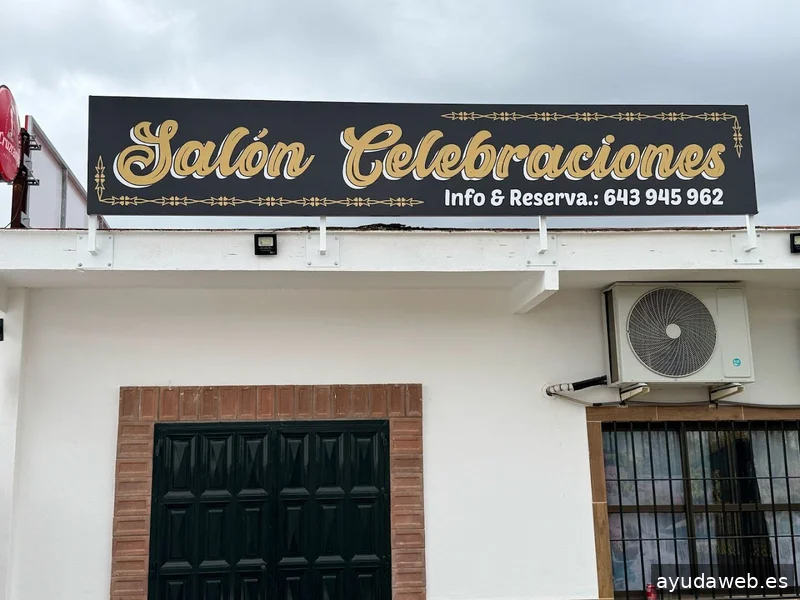 Salón Celebraciones
Info & Reserva.: 643 945 962
ayudaweb.es